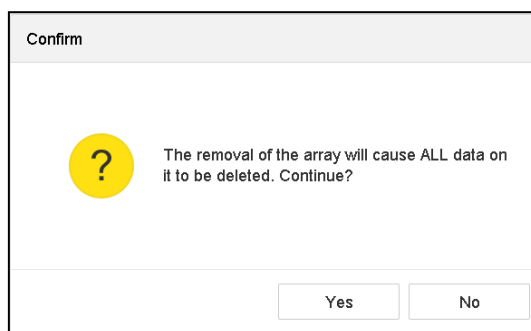 Confirm
?
The removal of the array will cause ALL data on
it to be deleted. Continue?
Yes No